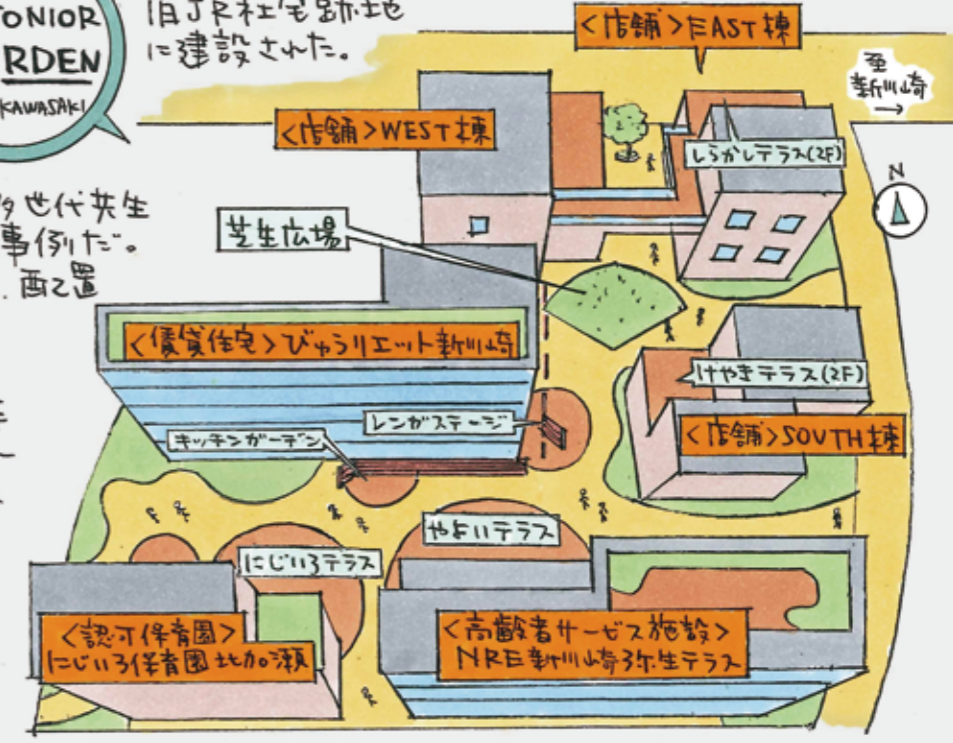 TONIOR
RDEN
KAWASAKI
旧JR社宅跡地
に建設された。
<店舗>EAST棟
至
新川崎
→
<店舗>WEST棟
しらかしテラス(2F)
N
世代共生
事例だ。
配置
芝生広場
<賃貸住宅>びゅうリエット新川崎
けやきテラス(2F)
レンガステージ
<店舗>SOUTH棟
キッチンガーデン
やよいテラス
にじいろテラス
<認可保育園>
にじいろ保育園北加瀬
<高齢者サービス施設>
NRE新川崎弥生テラス